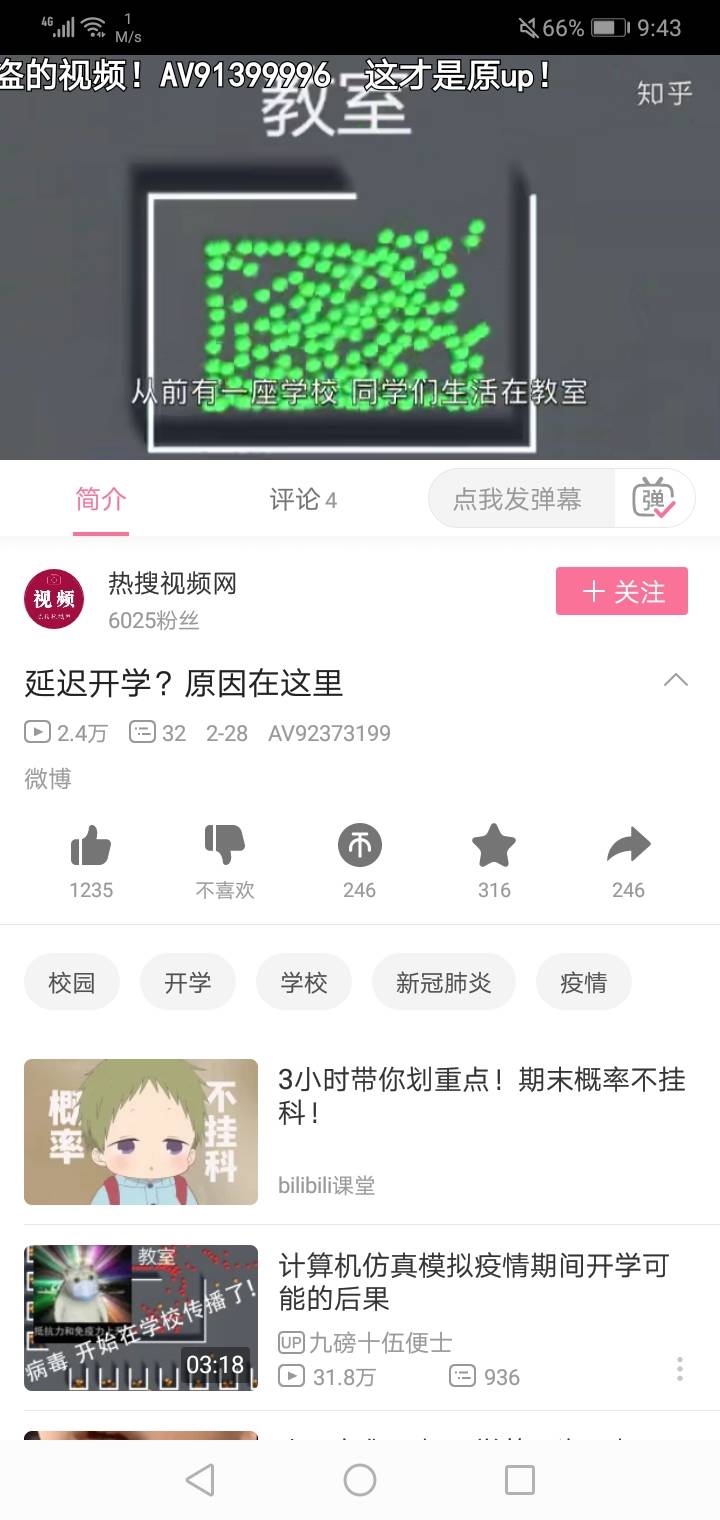 4G 1 M/s 66% 9:43
盗的视频！AV91399996 这才是原up！
教室
知乎
从前有一座学校 同学们生活在教室
简介 评论 4 点我发弹幕 弹
视频
热搜视频网
6025粉丝
＋ 关注
延迟开学？原因在这里
2.4万 32 2-28 AV92373199
微博
1235 不喜欢 246 316 246
校园 开学 学校 新冠肺炎 疫情
概率
不挂科
3小时带你划重点！期末概率不挂
科！
bilibili课堂
教室
抵抗力和免疫力上
病毒 开始在学校传播了！
03:18
计算机仿真模拟疫情期间开学可
能的后果
UP 九磅十伍便士
31.8万 936